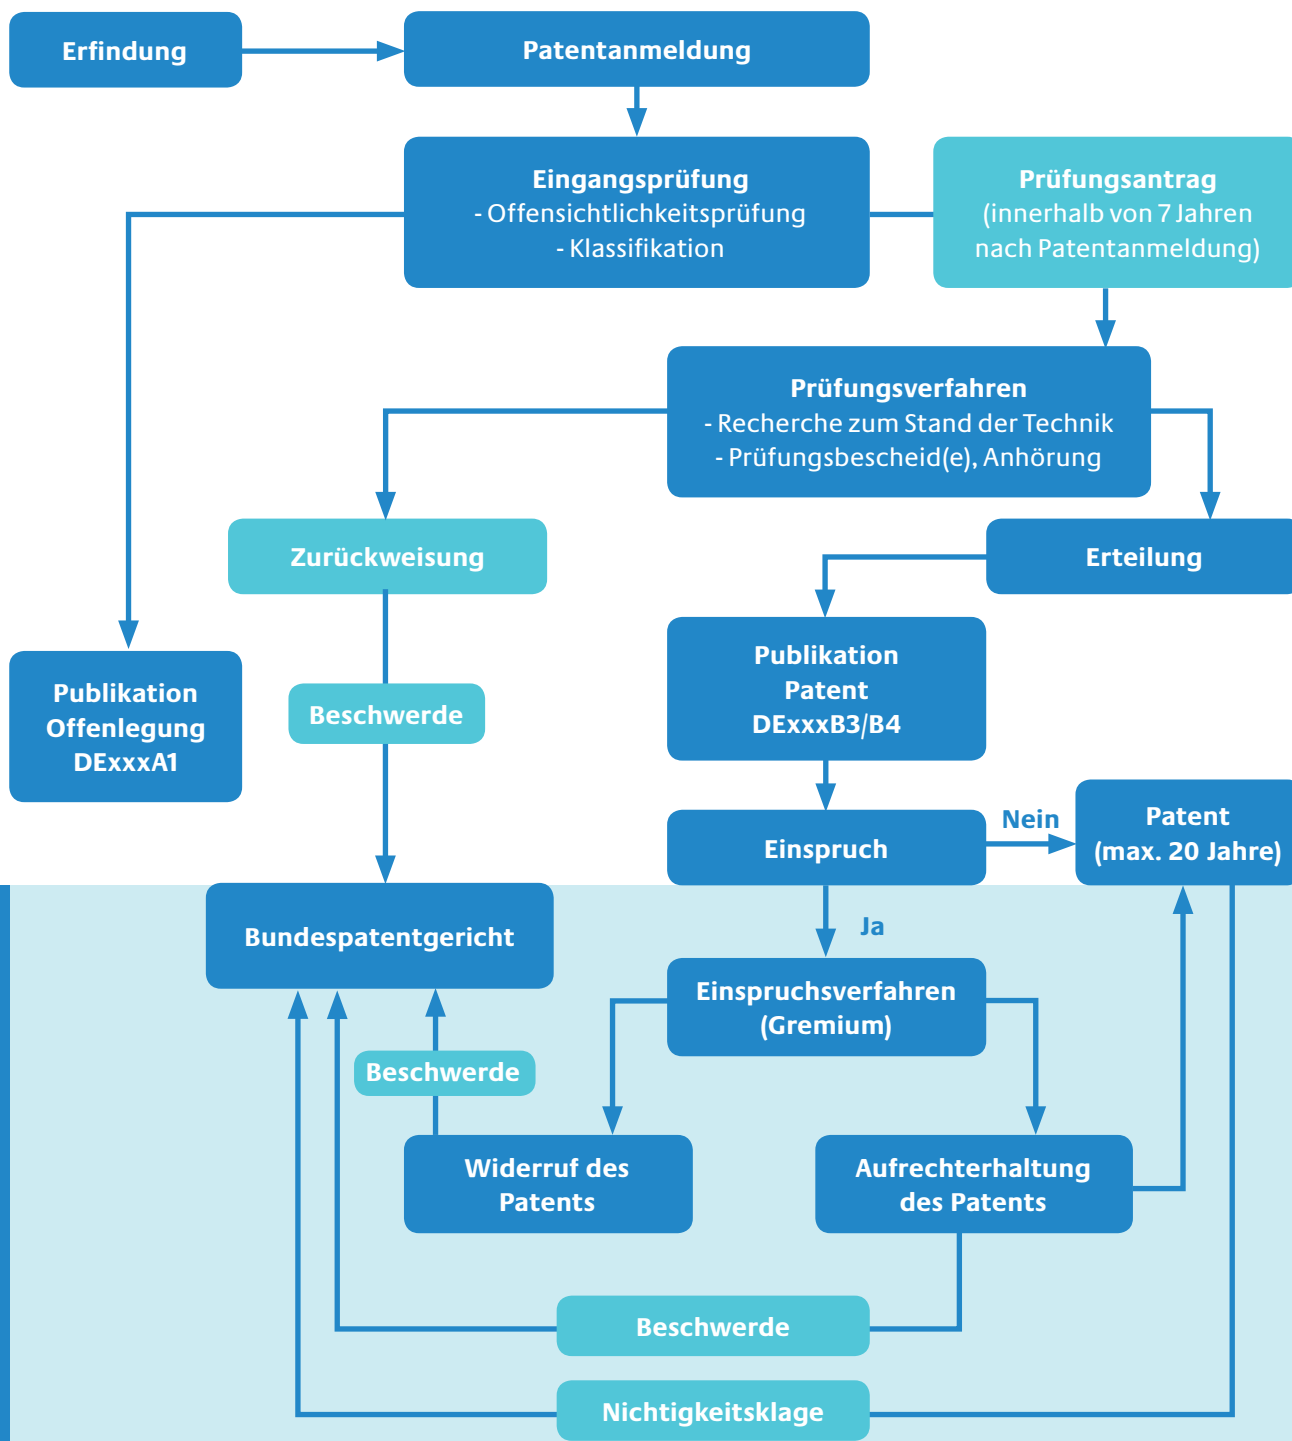 Erfindung
Patentanmeldung
Eingangsprüfung
- Offensichtlichkeitsprüfung
- Klassifikation
Prüfungsantrag
(innerhalb von 7 Jahren
nach Patentanmeldung)
Prüfungsverfahren
- Recherche zum Stand der Technik
- Prüfungsbescheid(e), Anhörung
Zurückweisung
Erteilung
Publikation
Offenlegung
DExxxA1
Beschwerde
Publikation
Patent
DExxxB3/B4
Einspruch
Nein
Patent
(max. 20 Jahre)
Bundespatentgericht
Ja
Einspruchsverfahren
(Gremium)
Beschwerde
Widerruf des
Patents
Aufrechterhaltung
des Patents
Beschwerde
Nichtigkeitsklage